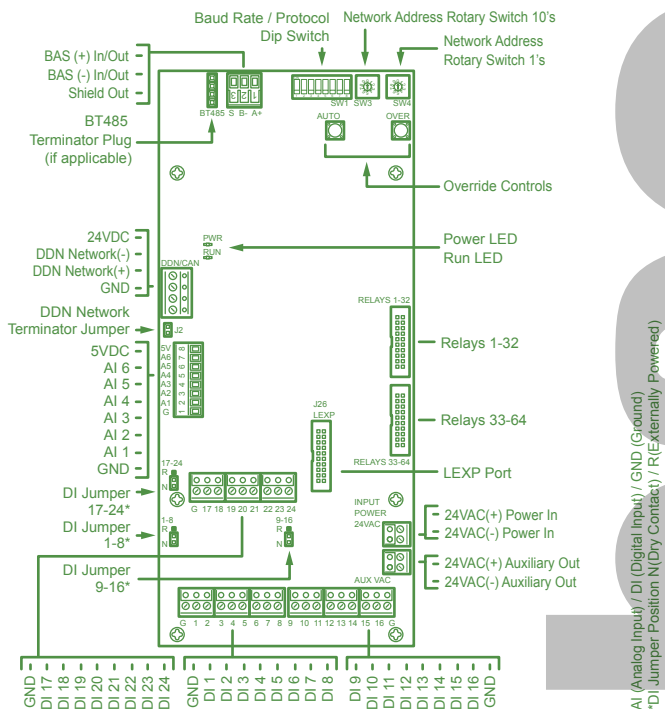 Baud Rate / Protocol
Dip Switch
Network Address Rotary Switch 10's
Network Address
Rotary Switch 1's
BAS (+) In/Out
BAS (-) In/Out
Shield Out
BT485
Terminator Plug
(if applicable)
BT485
3 2 1
S B- A+
SW1
SW3
SW4
AUTO
OVER
Override Controls
24VDC
DDN Network(-)
DDN Network(+)
GND
PWR
RUN
Power LED
Run LED
DDN/CAN
DDN Network
Terminator Jumper
J2
RELAYS 1-32
Relays 1-32
5VDC
AI 6
AI 5
AI 4
AI 3
AI 2
AI 1
GND
5V 8
A6 7
A5 6
A4 5
A3 4
A2 3
A1 2
G 1
J26
LEXP
Relays 33-64
RELAYS 33-64
LEXP Port
17-24
R
N
DI Jumper
17-24*
DI Jumper
1-8*
DI Jumper
9-16*
G 17 18 19 20 21 22 23 24
1-8
R
N
9-16
R
N
INPUT
POWER
24VAC
24VAC(+) Power In
24VAC(-) Power In
24VAC(+) Auxiliary Out
24VAC(-) Auxiliary Out
AUX VAC
G 1 2 3 4 5 6 7 8 9 10 11 12 13 14 15 16 G
GND
DI 17
DI 18
DI 19
DI 20
DI 21
DI 22
DI 23
DI 24
GND
DI 1
DI 2
DI 3
DI 4
DI 5
DI 6
DI 7
DI 8
DI 9
DI 10
DI 11
DI 12
DI 13
DI 14
DI 15
DI 16
GND
AI (Analog Input) / DI (Digital Input) / GND (Ground)
*DI Jumper Position N(Dry Contact) / R(Externally Powered)